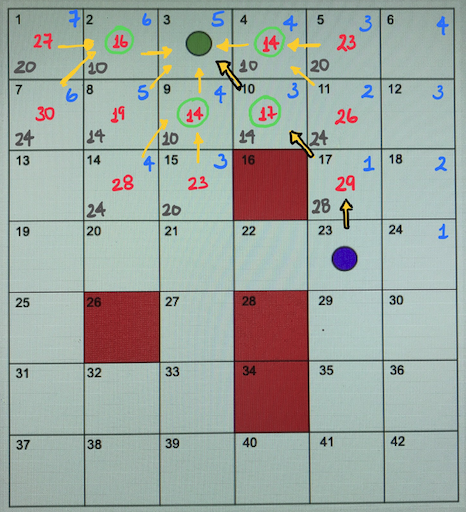 1 7 2 6 3 5 4 4 5 3 6 4
27 16 14 23
20 10 10 20
7 6 8 5 9 4 10 3 11 2 12 3
30 19 14 17 26
24 14 10 14 24
13 14 4 15 3 16 17 1 18 2
28 23 29
24 20 28
19 20 21 22 23 24 1
25 26 27 28 29 30
31 32 33 34 35 36
37 38 39 40 41 42